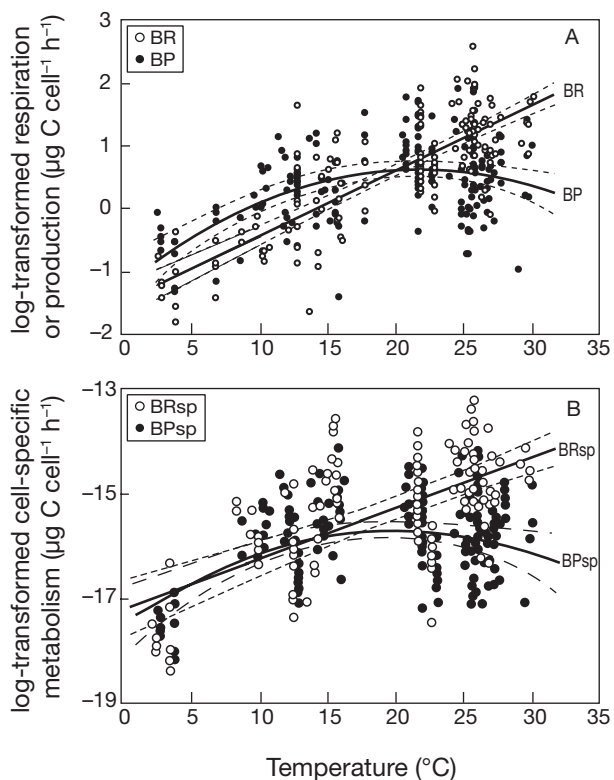 3
2
1
0
−1
−2
0 5 10 15 20 25 30 35
log-transformed respiration
or production (µg C cell⁻¹ h⁻¹)
BR
BP
A
BR
BP
−13
−15
−17
−19
0 5 10 15 20 25 30 35
log-transformed cell-specific
metabolism (µg C cell⁻¹ h⁻¹)
BRsp
BPsp
B
BRsp
BPsp
Temperature (°C)